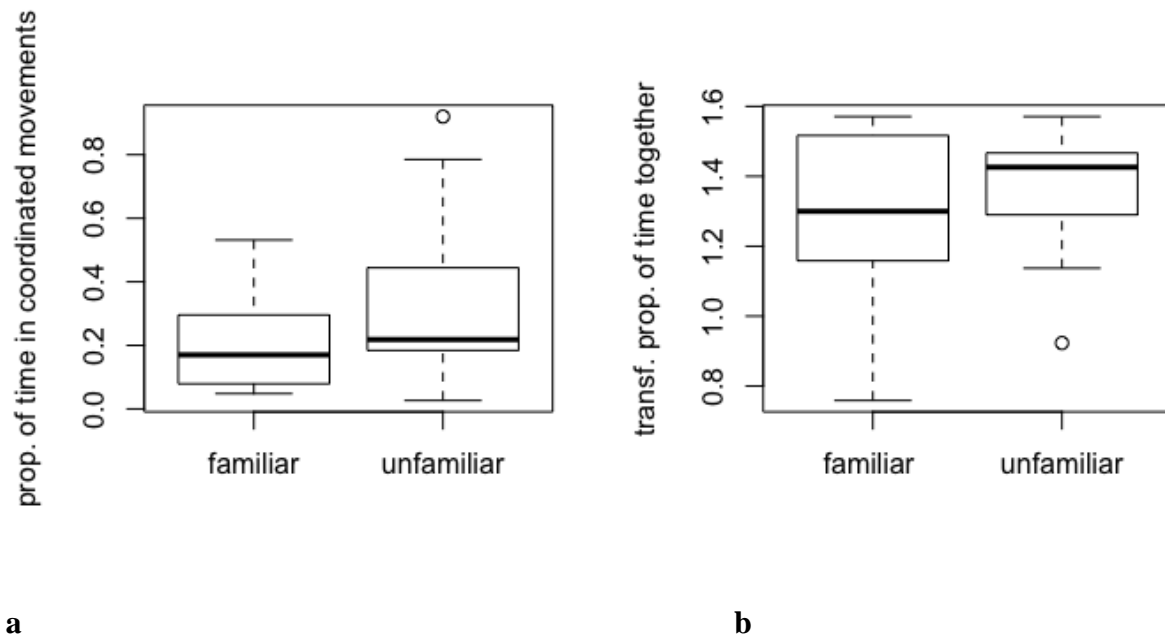 prop. of time in coordinated movements
0.8
0.6
0.4
0.2
0.0
familiar unfamiliar
a
transf. prop. of time together
1.6
1.4
1.2
1.0
0.8
familiar unfamiliar
b